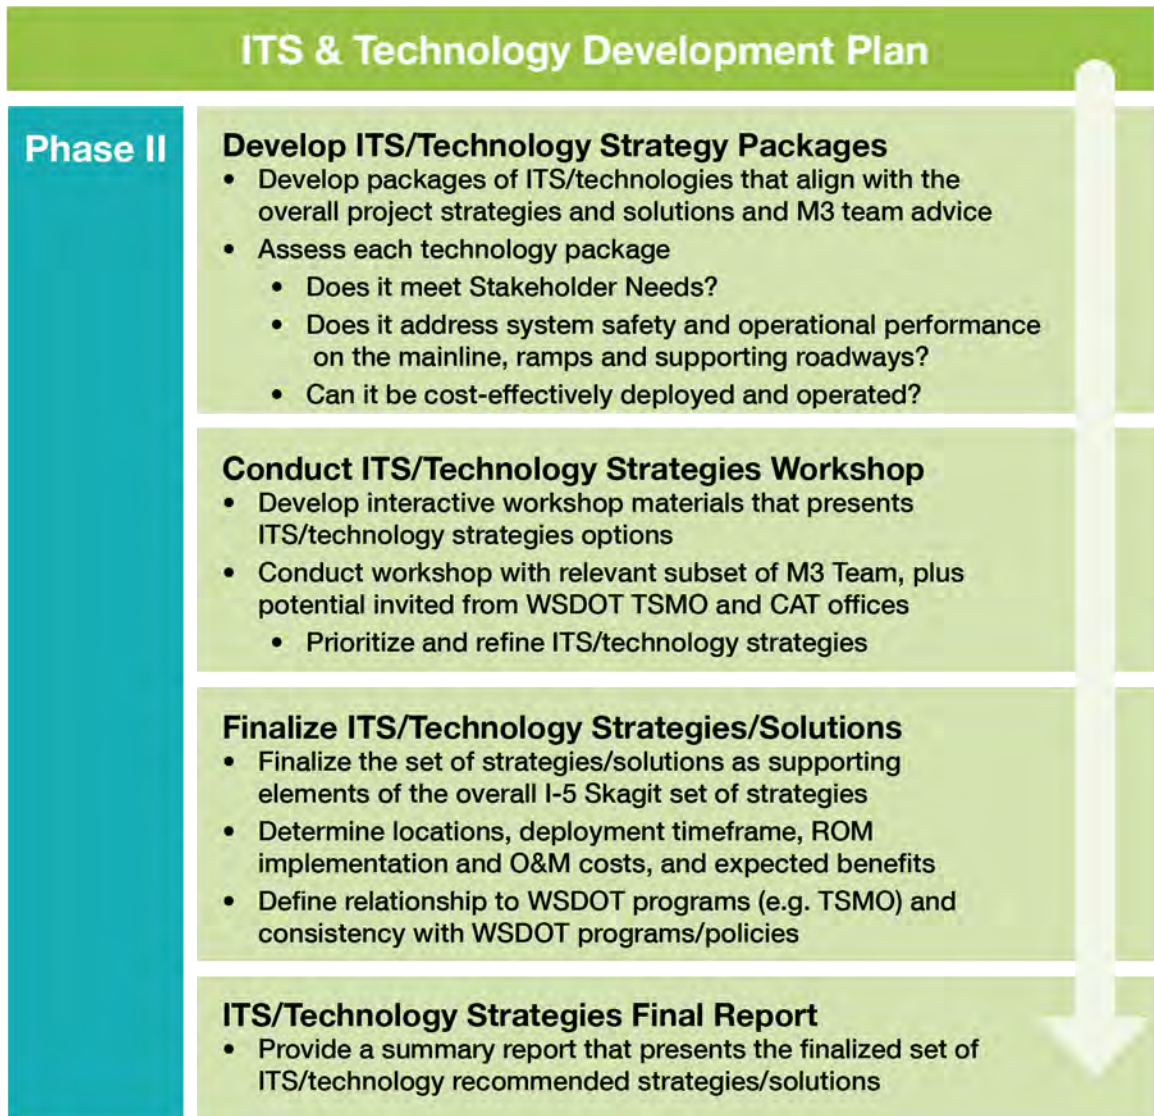 ITS & Technology Development Plan
Phase II
Develop ITS/Technology Strategy Packages
• Develop packages of ITS/technologies that align with the
overall project strategies and solutions and M3 team advice
• Assess each technology package
• Does it meet Stakeholder Needs?
• Does it address system safety and operational performance
on the mainline, ramps and supporting roadways?
• Can it be cost-effectively deployed and operated?
Conduct ITS/Technology Strategies Workshop
• Develop interactive workshop materials that presents
ITS/technology strategies options
• Conduct workshop with relevant subset of M3 Team, plus
potential invited from WSDOT TSMO and CAT offices
• Prioritize and refine ITS/technology strategies
Finalize ITS/Technology Strategies/Solutions
• Finalize the set of strategies/solutions as supporting
elements of the overall I-5 Skagit set of strategies
• Determine locations, deployment timeframe, ROM
implementation and O&M costs, and expected benefits
• Define relationship to WSDOT programs (e.g. TSMO) and
consistency with WSDOT programs/policies
ITS/Technology Strategies Final Report
• Provide a summary report that presents the finalized set of
ITS/technology recommended strategies/solutions